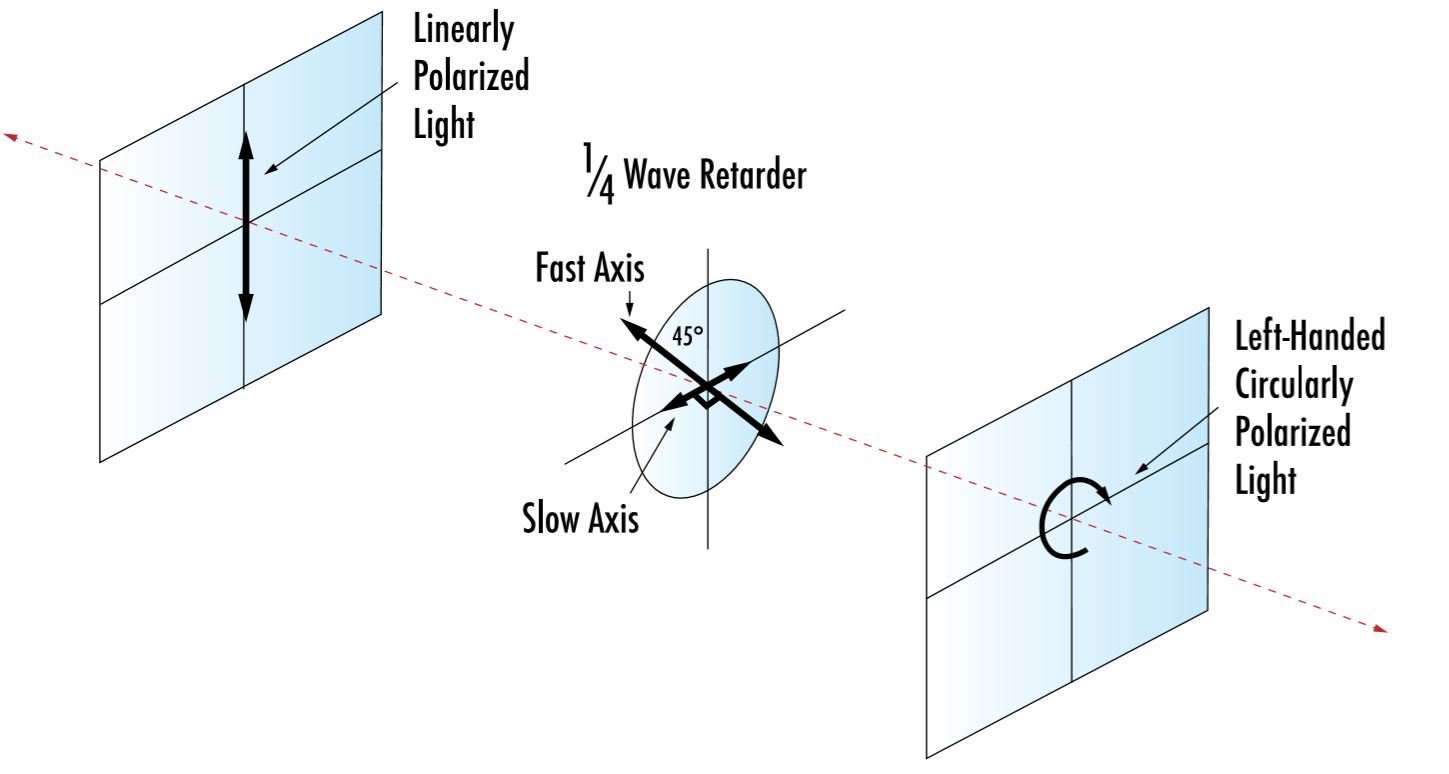 Linearly
Polarized
Light
1/4 Wave Retarder
Fast Axis
45°
Slow Axis
Left-Handed
Circularly
Polarized
Light